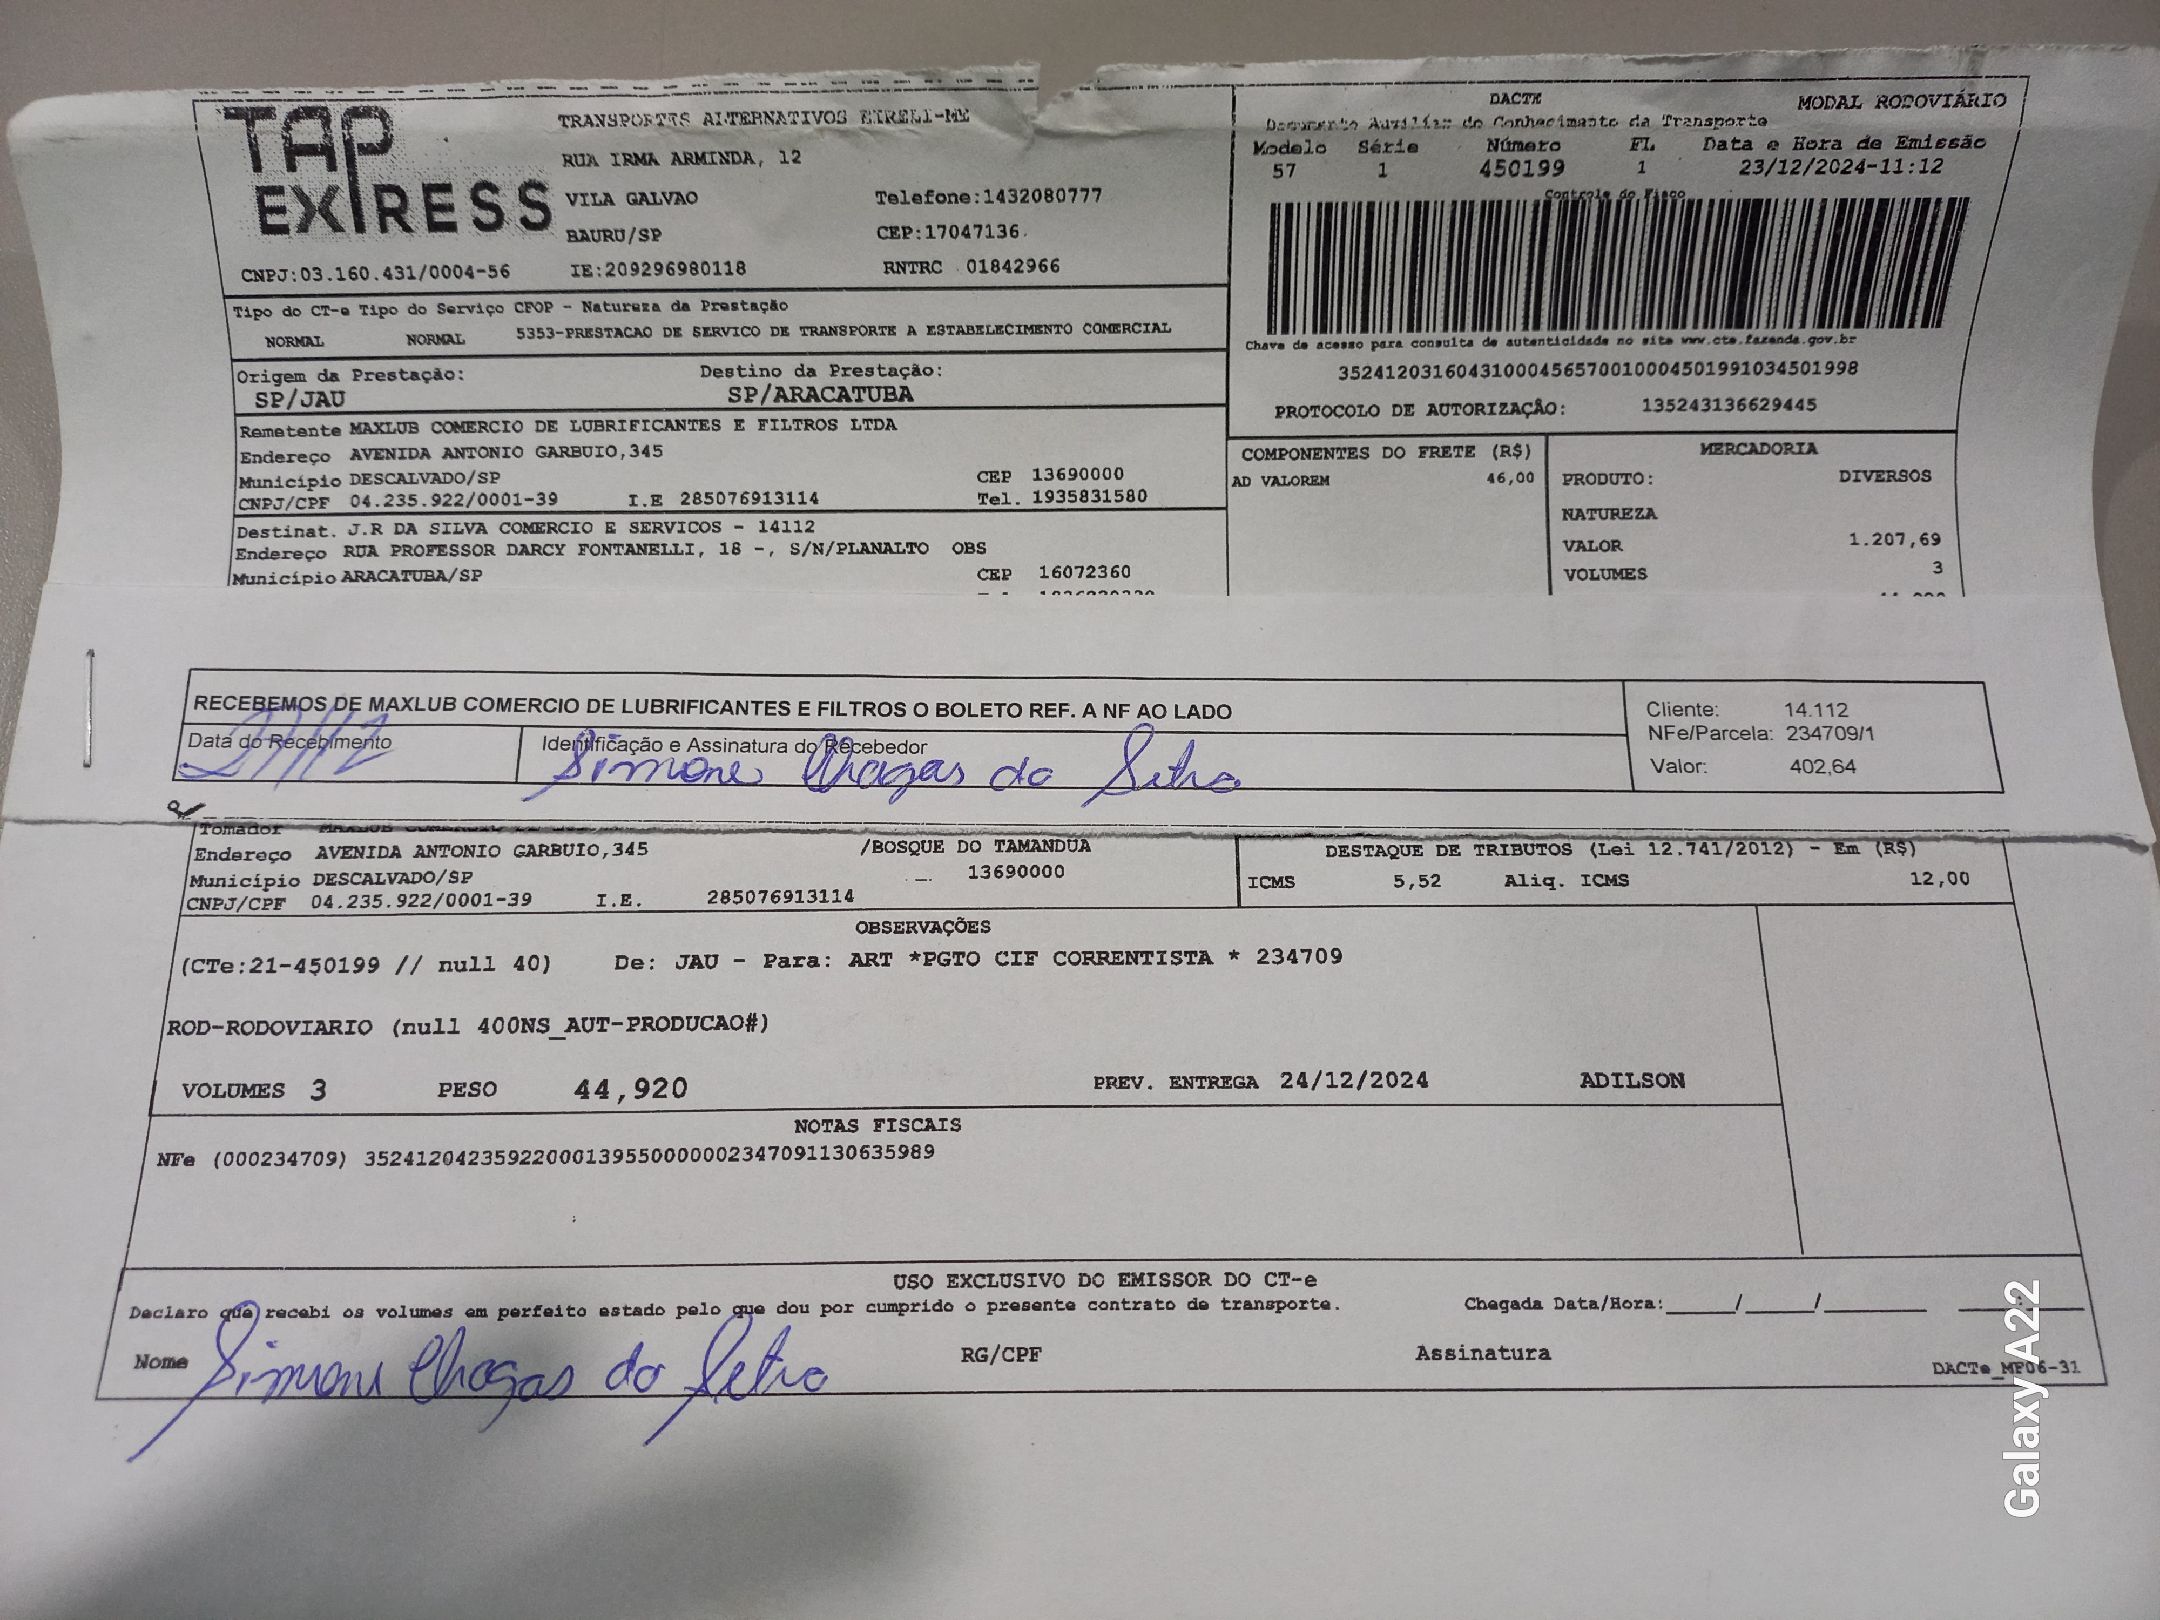 TAP EXPRESS
TRANSPORTES ALTERNATIVOS EIRELI-ME
RUA IRMA ARMINDA, 12
VILA GALVAO Telefone:1432080777
BAURU/SP CEP:17047136
CNPJ:03.160.431/0004-56 IE:209296980118 RNTRC 01842966
DACTE MODAL RODOVIÁRIO
Documento Auxiliar do Conhecimento da Transporte
Modelo Série Número FL Data e Hora de Emissão
57 1 450199 1 23/12/2024-11:12
Controle do Fisco
Chave de acesso para consulta de autenticidade no site www.cte.fazenda.gov.br
35241203160431000456570010004501991034501998
PROTOCOLO DE AUTORIZAÇÃO: 135243136629445
Tipo do CT-e Tipo do Serviço CFOP - Natureza da Prestação
NORMAL NORMAL 5353-PRESTACAO DE SERVICO DE TRANSPORTE A ESTABELECIMENTO COMERCIAL
Origem da Prestação: Destino da Prestação:
SP/JAU SP/ARACATUBA
Remetente MAXLUB COMERCIO DE LUBRIFICANTES E FILTROS LTDA
Endereço AVENIDA ANTONIO GARBUIO,345
Município DESCALVADO/SP CEP 13690000
CNPJ/CPF 04.235.922/0001-39 I.E 285076913114 Tel. 1935831580
Destinat. J.R DA SILVA COMERCIO E SERVICOS - 14112
Endereço RUA PROFESSOR DARCY FONTANELLI, 18 -, S/N/PLANALTO OBS
Município ARACATUBA/SP CEP 16072360
COMPONENTES DO FRETE (R$)
AD VALOREM 46,00
MERCADORIA
PRODUTO: DIVERSOS
NATUREZA
VALOR 1.207,69
VOLUMES 3
RECEBEMOS DE MAXLUB COMERCIO DE LUBRIFICANTES E FILTROS O BOLETO REF. A NF AO LADO
Data do Recebimento Identificação e Assinatura do Recebedor
Simone Chagas da
Cliente: 14.112
NFe/Parcela: 234709/1
Valor: 402,64
Tomador
Endereço AVENIDA ANTONIO GARBUIO,345 /BOSQUE DO TAMANDUA
Município DESCALVADO/SP 13690000
CNPJ/CPF 04.235.922/0001-39 I.E. 285076913114
DESTAQUE DE TRIBUTOS (Lei 12.741/2012) - Em (R$)
ICMS 5,52 Aliq. ICMS 12,00
OBSERVAÇÕES
(CTe:21-450199 // null 40) De: JAU - Para: ART *PGTO CIF CORRENTISTA * 234709
ROD-RODOVIARIO (null 400NS_AUT-PRODUCAO#)
VOLUMES 3 PESO 44,920 PREV. ENTREGA 24/12/2024 ADILSON
NOTAS FISCAIS
NFe (000234709) 35241204235922000139550000002347091130635989
USO EXCLUSIVO DO EMISSOR DO CT-e
Declaro que recebi os volumes em perfeito estado pelo que dou por cumprido o presente contrato de transporte. Chegada Data/Hora:_____/_____/_____
Nome Simone Chagas da RG/CPF Assinatura
DACTe_MF06-31
Galaxy A22